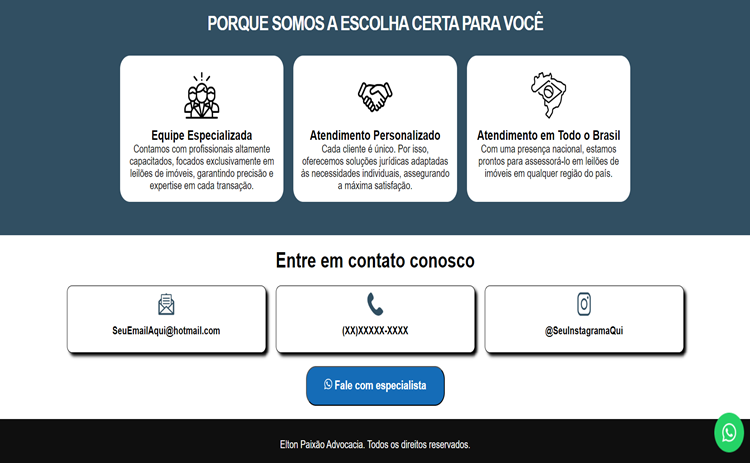 PORQUE SOMOS A ESCOLHA CERTA PARA VOCÊ
Equipe Especializada
Contamos com profissionais altamente
capacitados, focados exclusivamente em
leilões de imóveis, garantindo precisão e
expertise em cada transação.
Atendimento Personalizado
Cada cliente é único. Por isso,
oferecemos soluções jurídicas adaptadas
às necessidades individuais, assegurando
a máxima satisfação.
Atendimento em Todo o Brasil
Com uma presença nacional, estamos
prontos para assessorá-lo em leilões de
imóveis em qualquer região do país.
Entre em contato conosco
SeuEmailAqui@hotmail.com
(XX)XXXXX-XXXX
@SeuInstagramaQui
Fale com especialista
Elton Paixão Advocacia. Todos os direitos reservados.